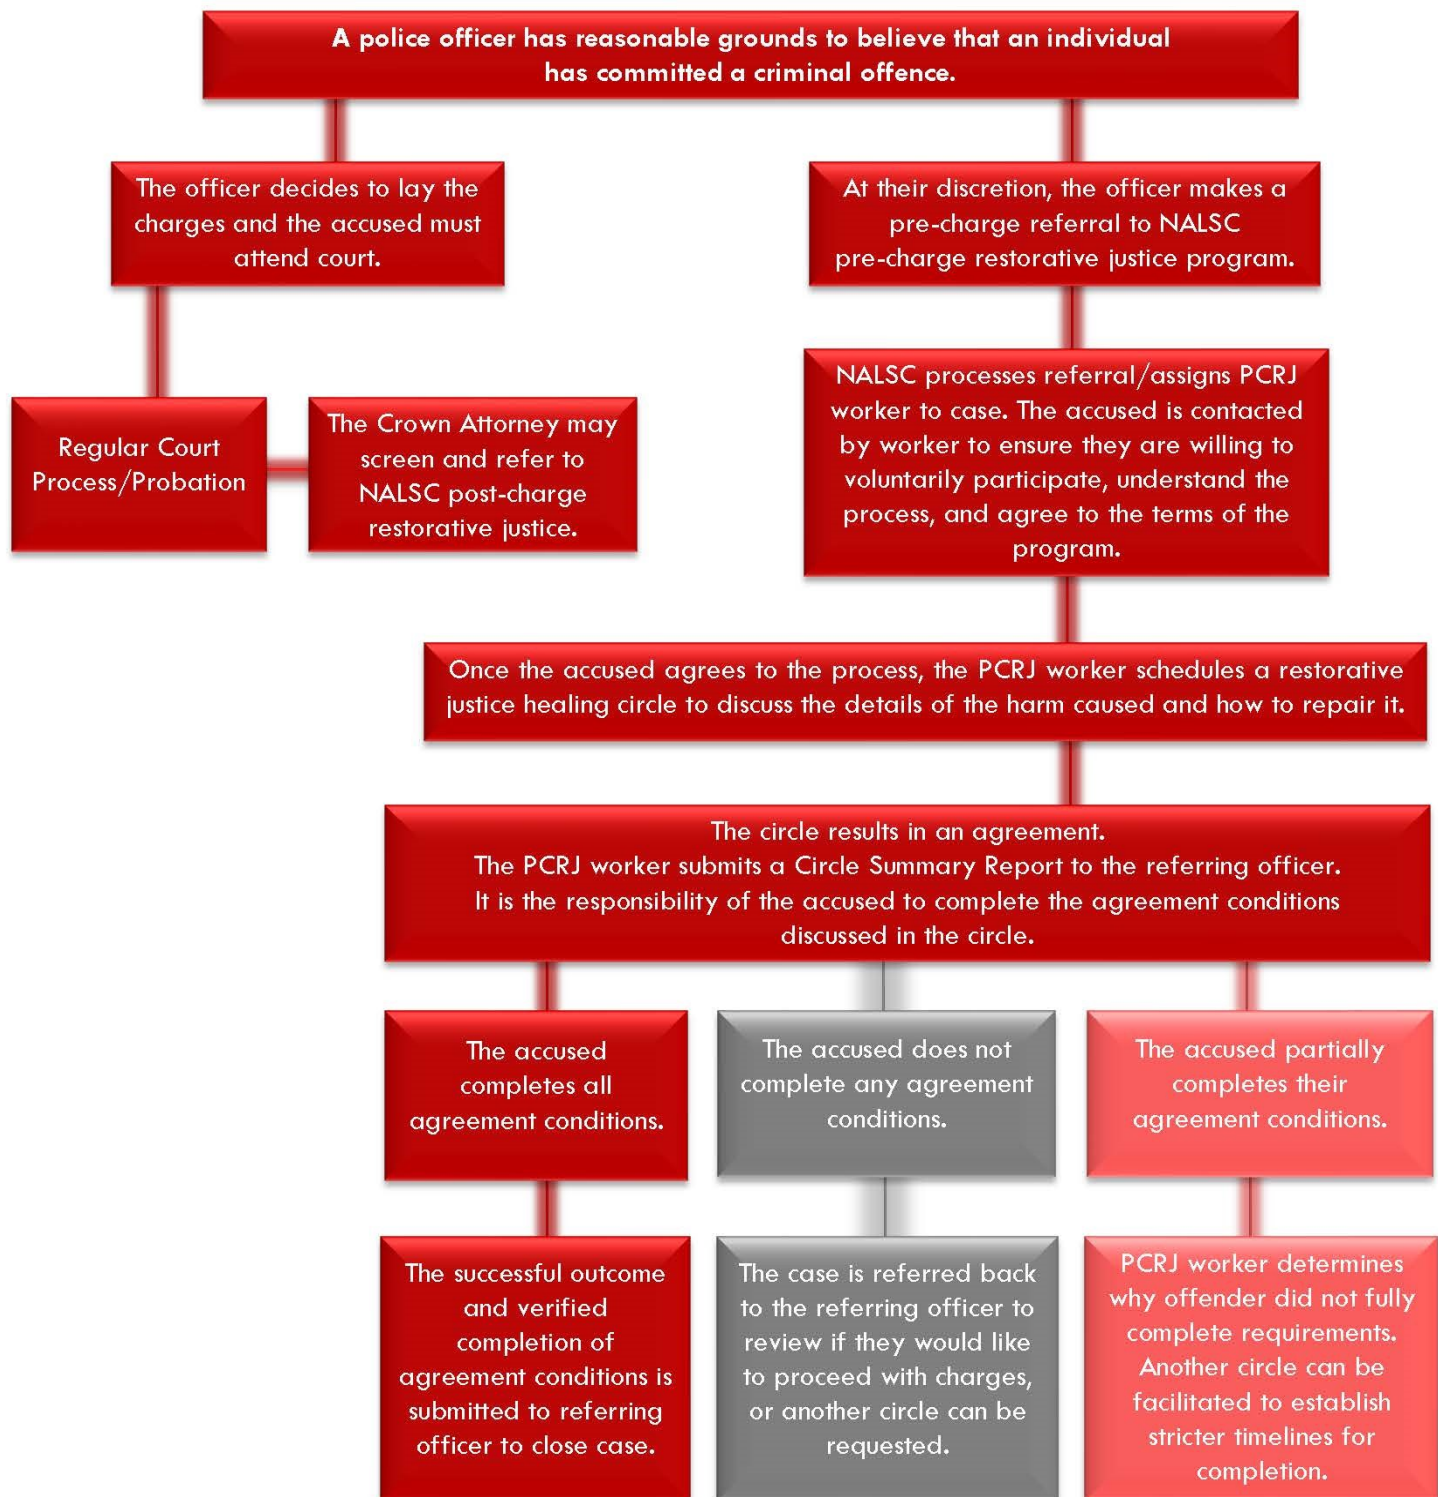 A police officer has reasonable grounds to believe that an individual
has committed a criminal offence.
The officer decides to lay the
charges and the accused must
attend court.
At their discretion, the officer makes a
pre-charge referral to NALSC
pre-charge restorative justice program.
Regular Court
Process/Probation
The Crown Attorney may
screen and refer to
NALSC post-charge
restorative justice.
NALSC processes referral/assigns PCRJ
worker to case. The accused is contacted
by worker to ensure they are willing to
voluntarily participate, understand the
process, and agree to the terms of the
program.
Once the accused agrees to the process, the PCRJ worker schedules a restorative
justice healing circle to discuss the details of the harm caused and how to repair it.
The circle results in an agreement.
The PCRJ worker submits a Circle Summary Report to the referring officer.
It is the responsibility of the accused to complete the agreement conditions
discussed in the circle.
The accused
completes all
agreement conditions.
The accused does not
complete any agreement
conditions.
The accused partially
completes their
agreement conditions.
The successful outcome
and verified
completion of
agreement conditions is
submitted to referring
officer to close case.
The case is referred back
to the referring officer to
review if they would like
to proceed with charges,
or another circle can be
requested.
PCRJ worker determines
why offender did not fully
complete requirements.
Another circle can be
facilitated to establish
stricter timelines for
completion.